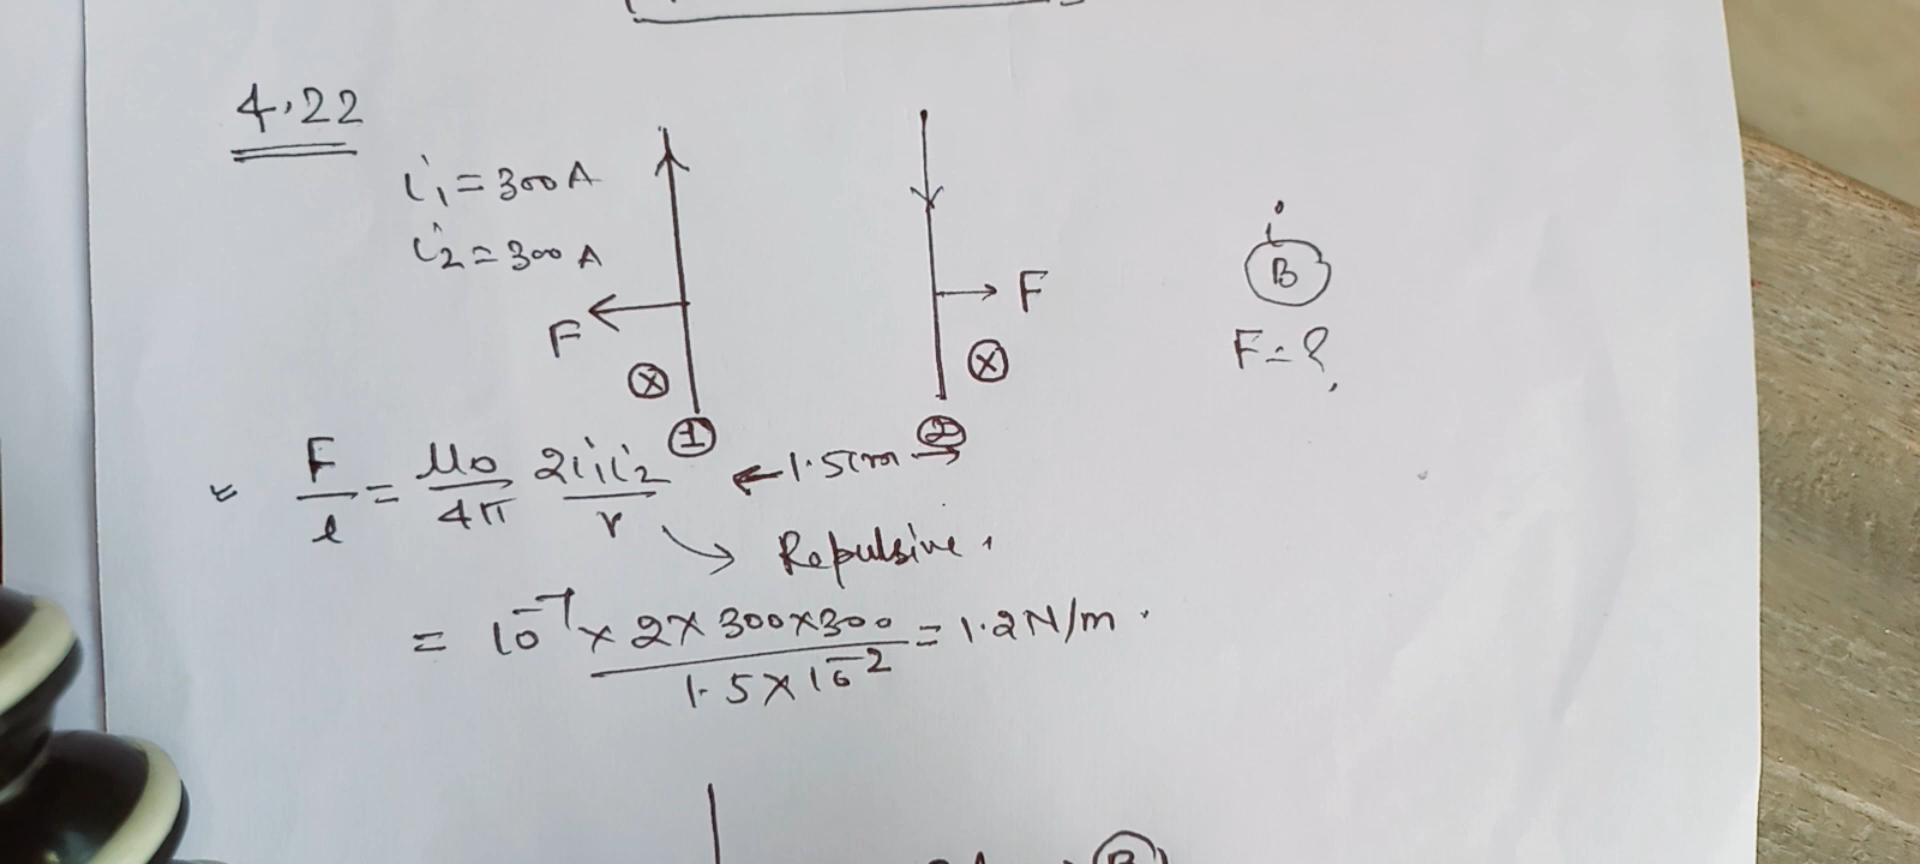 4.22
i₁ = 300 A
i₂ = 300 A
F
F
i
B
F = ?
ⓧ
ⓧ
①
②
F/l = μ₀/4π 2i₁i₂/r
←1.5cm→
Repulsive.
= 10⁻⁷ × 2 × 300×300 / 1.5×10⁻² = 1.2 N/m.